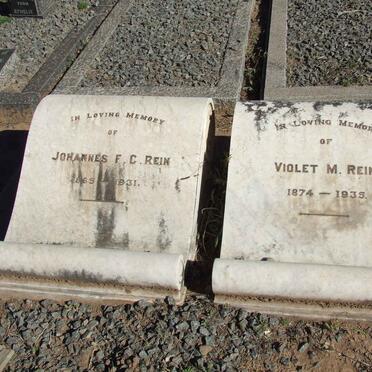 IN LOVING MEMORY
OF
JOHANNES F. C. REIN
1931.
IN LOVING MEMORY
OF
VIOLET M. REIN
1874 — 1935.